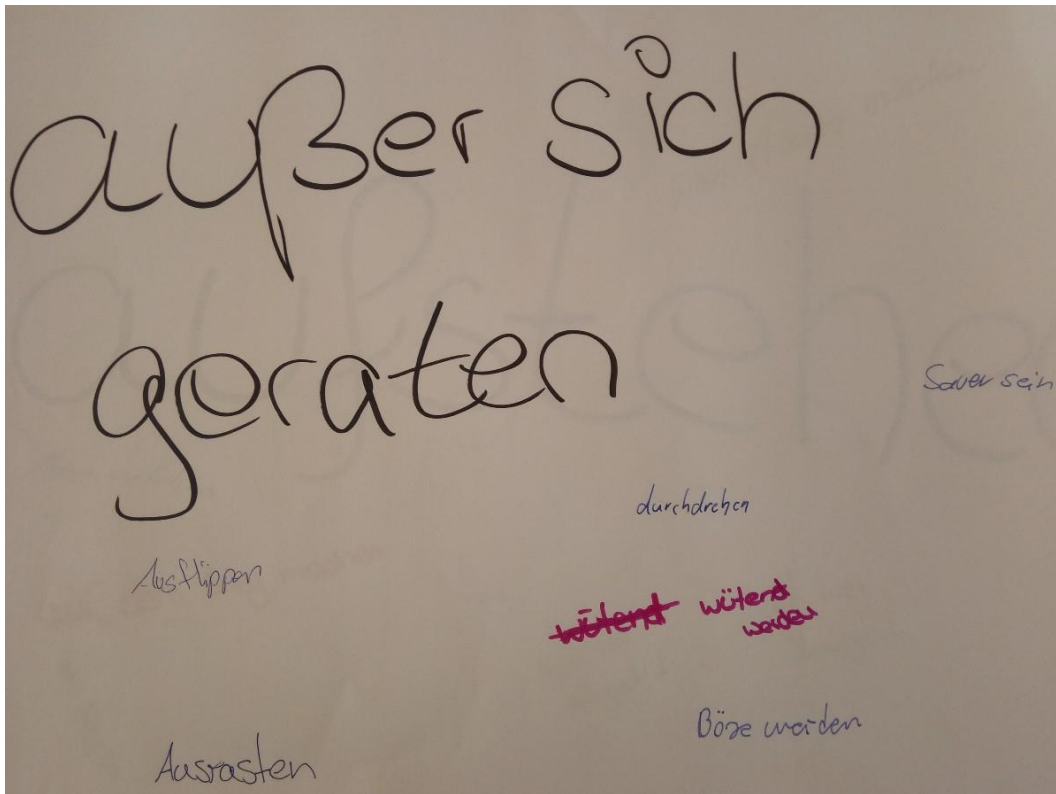 außer sich
geraten
Sauer sein
durchdrehen
Ausflippen
wütend wütend
werden
Böse werden
Ausrasten